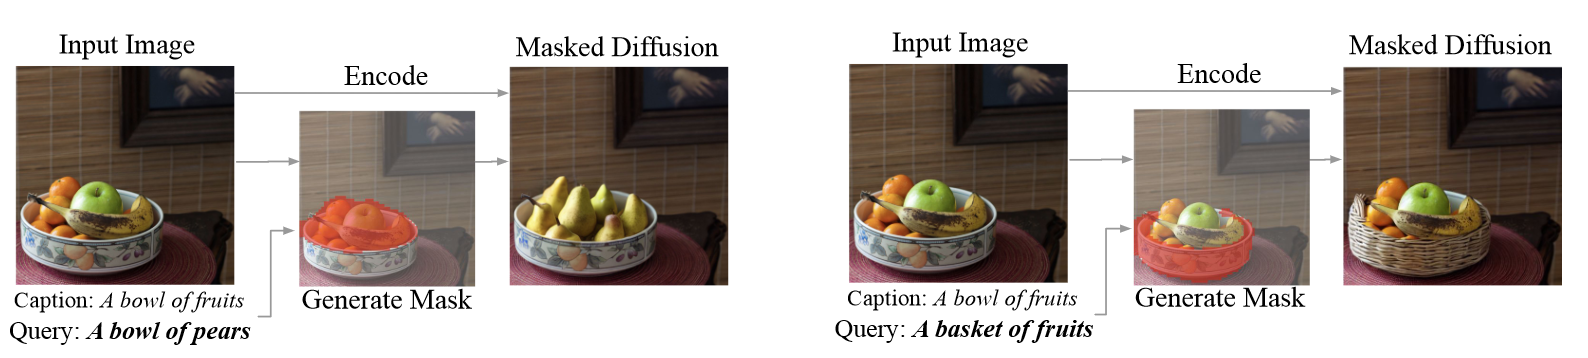 Input Image
Encode
Masked Diffusion
Generate Mask
Caption: A bowl of fruits
Query: A bowl of pears
Input Image
Encode
Masked Diffusion
Generate Mask
Caption: A bowl of fruits
Query: A basket of fruits